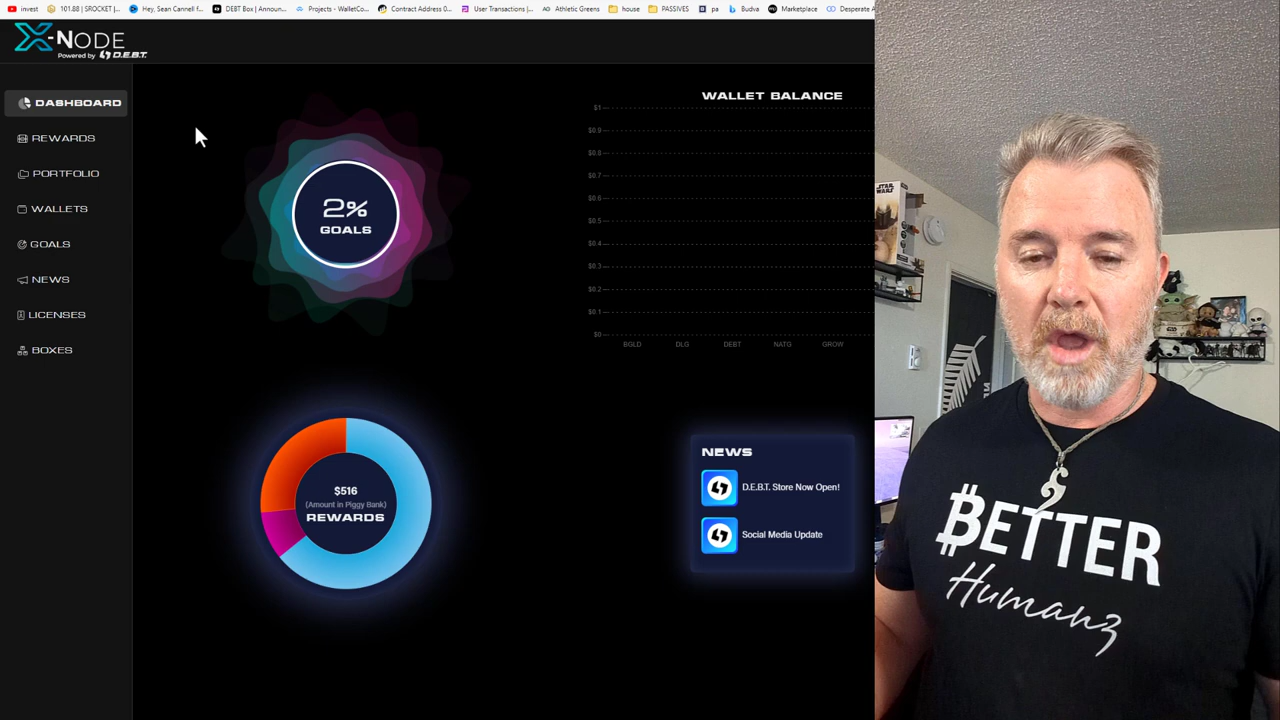 invest
101.88 | SROCKET |...
Hey, Sean Cannell f...
DEBT Box | Announ...
Projects - WalletCo...
Contract Address 0...
User Transactions |...
Athletic Greens
house
PASSIVES
pa
Budva
Marketplace
Desperate A
X-NODE
Powered by D.E.B.T.
DASHBOARD
REWARDS
PORTFOLIO
WALLETS
GOALS
NEWS
LICENSES
BOXES
2%
GOALS
WALLET BALANCE
$1
$0.9
$0.8
$0.7
$0.6
$0.5
$0.4
$0.3
$0.2
$0.1
$0
BGLD DLG DEBT NATG GROW
$516
(Amount in Piggy Bank)
REWARDS
NEWS
D.E.B.T. Store Now Open!
Social Media Update
STAR WARS
₿ETTER
Humanz